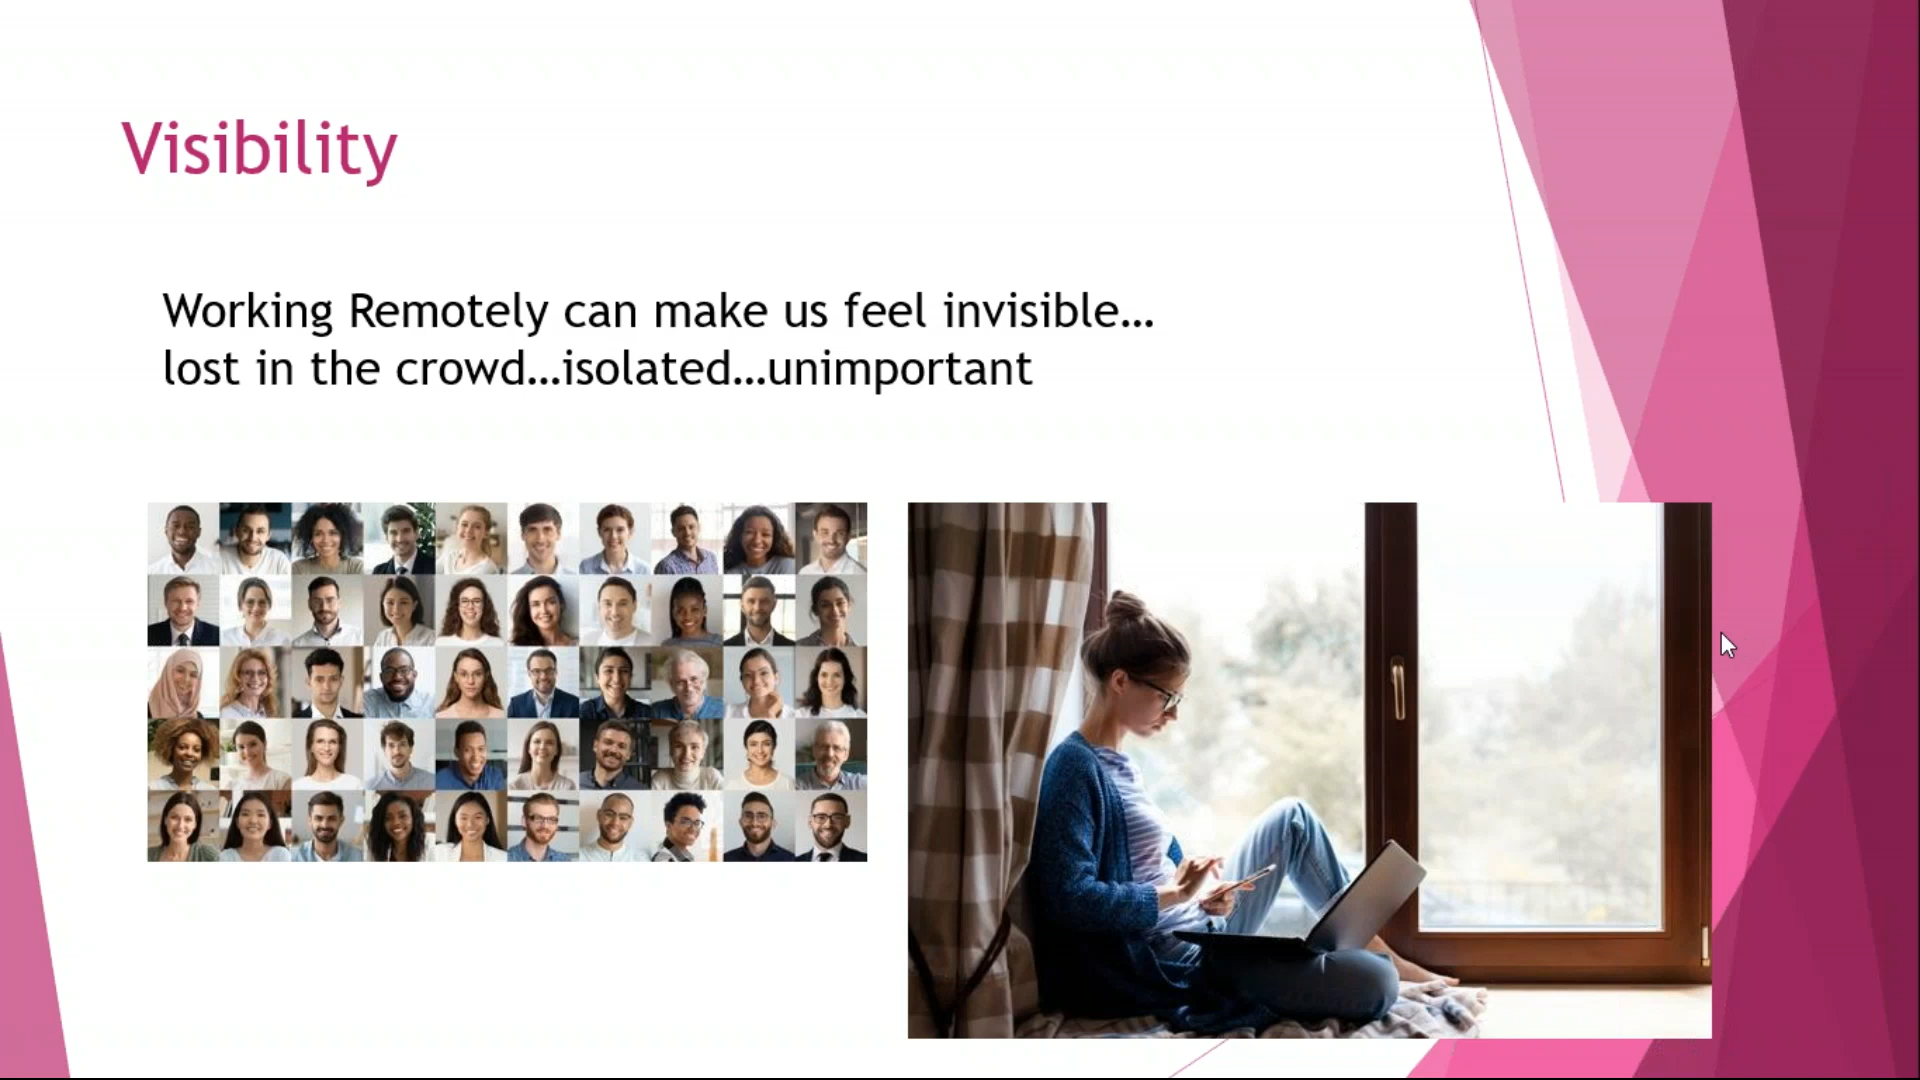 Visibility
Working Remotely can make us feel invisible…
lost in the crowd…isolated…unimportant